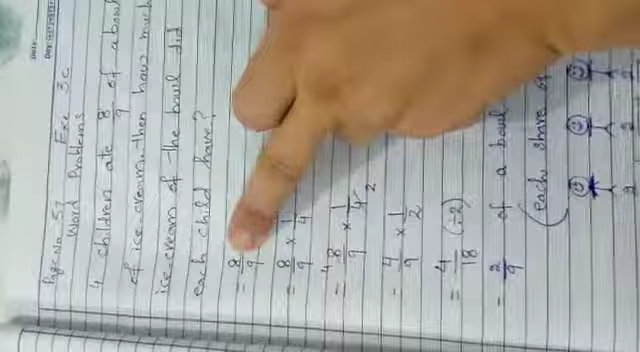 Page No 57 Exe 3c
Word Problems
4 children ate 8/9 of a bowl
of ice cream. then how much
ice-cream of the bowl did
each child have?
= 8/9
= 8/9 × 1/4
= 4 8/9 × 1/4 2
= 4/9 × 1/2
= 4/18 (÷2)
= 2/9 of a bowl
(each share of